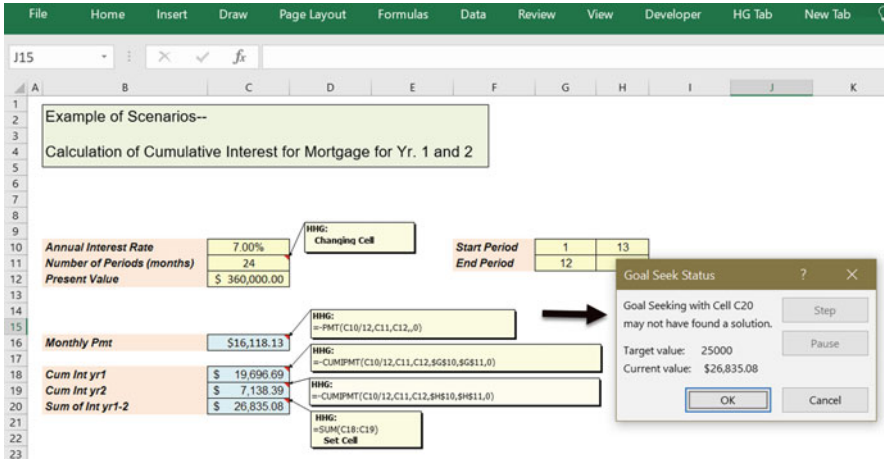 File Home Insert Draw Page Layout Formulas Data Review View Developer HG Tab New Tab
J15 fx
A B C D E F G H I J K
1
2 Example of Scenarios--
3
4 Calculation of Cumulative Interest for Mortgage for Yr. 1 and 2
5
6
7
8
9 HHG:
Changing Cell
10 Annual Interest Rate 7.00% Start Period 1 13
11 Number of Periods (months) 24 End Period 12
12 Present Value $ 360,000.00
13
14 HHG:
15 =-PMT(C10/12,C11,C12,,0)
16 Monthly Pmt $16,118.13
17 HHG:
=-CUMIPMT(C10/12,C11,C12,$G$10,$G$11,0)
18 Cum Int yr1 $ 19,696.69
19 Cum Int yr2 $ 7,138.39
HHG:
=-CUMIPMT(C10/12,C11,C12,$H$10,$H$11,0)
20 Sum of Int yr1-2 $ 26,835.08
21 HHG:
=SUM(C18:C19)
22 Set Cell
23
Goal Seek Status ? ×
Goal Seeking with Cell C20
may not have found a solution.
Target value: 25000
Current value: $26,835.08
Step
Pause
OK Cancel